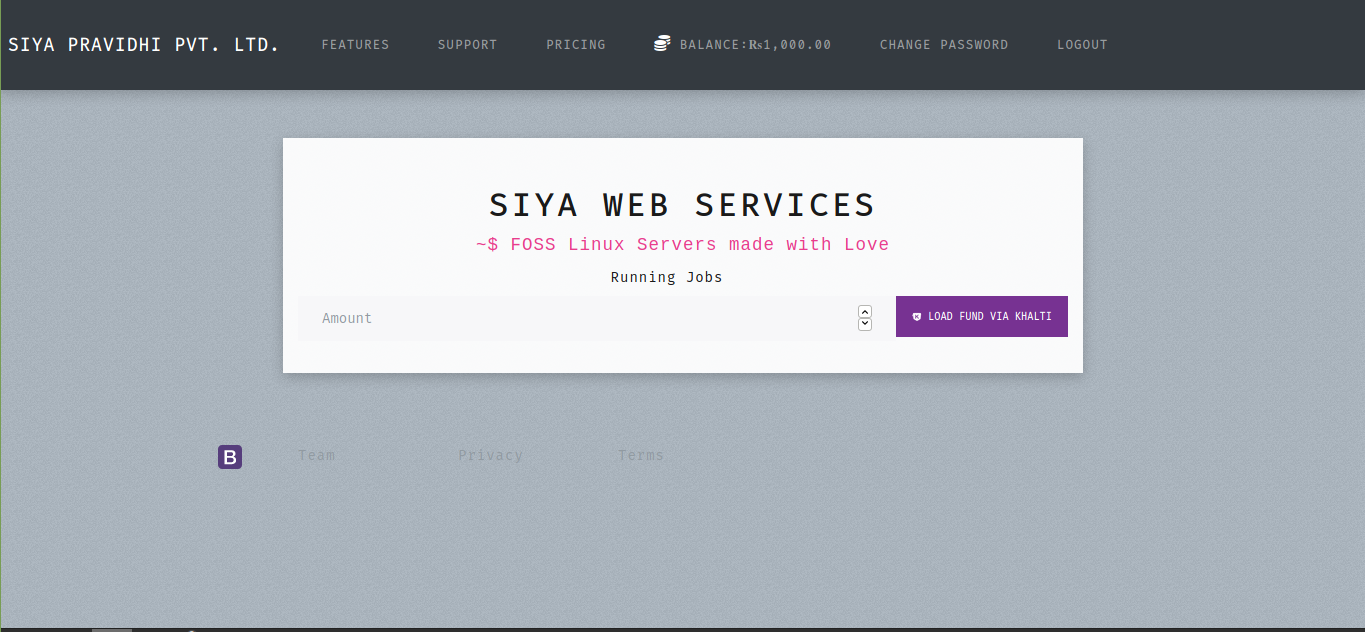 SIYA PRAVIDHI PVT. LTD. FEATURES SUPPORT PRICING BALANCE:₨1,000.00 CHANGE PASSWORD LOGOUT
SIYA WEB SERVICES
~$ FOSS Linux Servers made with Love
Running Jobs
Amount LOAD FUND VIA KHALTI
B Team Privacy Terms